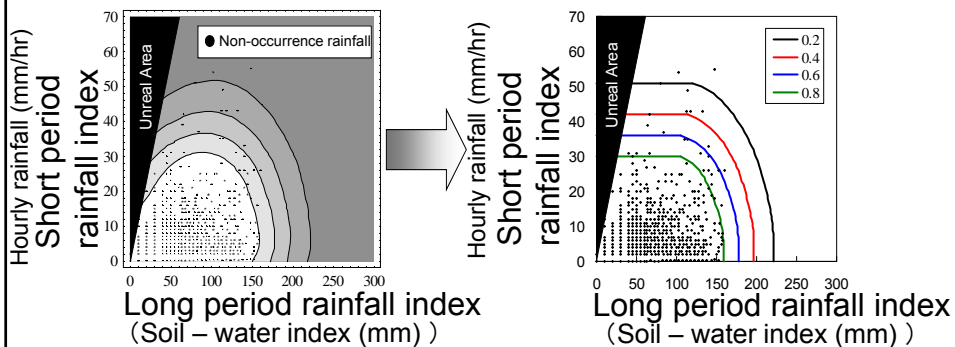 Hourly rainfall (mm/hr)
Short period
rainfall index
70
60
50
40
30
20
10
0
Unreal Area
Non-occurrence rainfall
0 50 100 150 200 250 300
Long period rainfall index
（Soil – water index (mm) ）
Hourly rainfall (mm/hr)
Short period
rainfall index
70
60
50
40
30
20
10
0
Unreal Area
0.2
0.4
0.6
0.8
0 50 100 150 200 250 300
Long period rainfall index
（Soil – water index (mm) ）